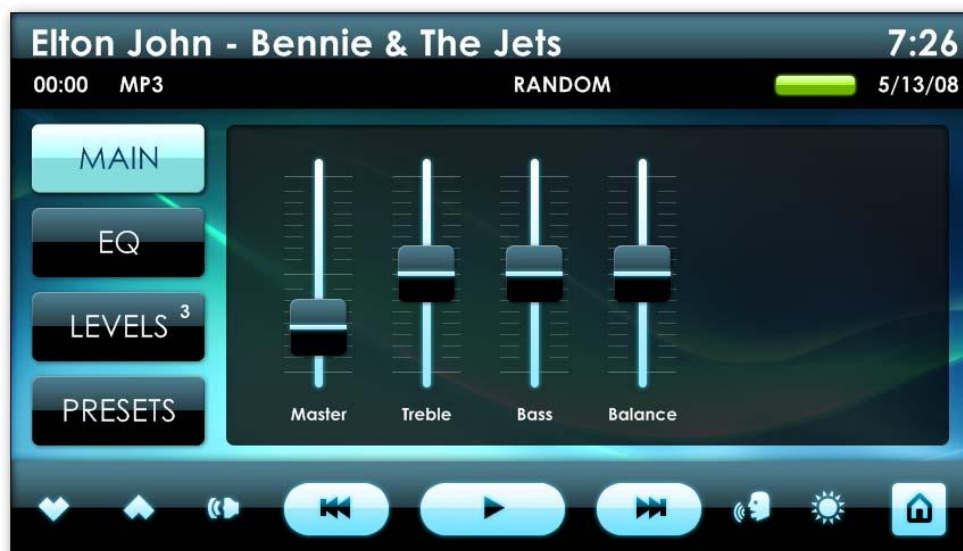 Elton John - Bennie & The Jets 7:26
00:00 MP3 RANDOM 5/13/08
MAIN
EQ
LEVELS 3
PRESETS
Master Treble Bass Balance